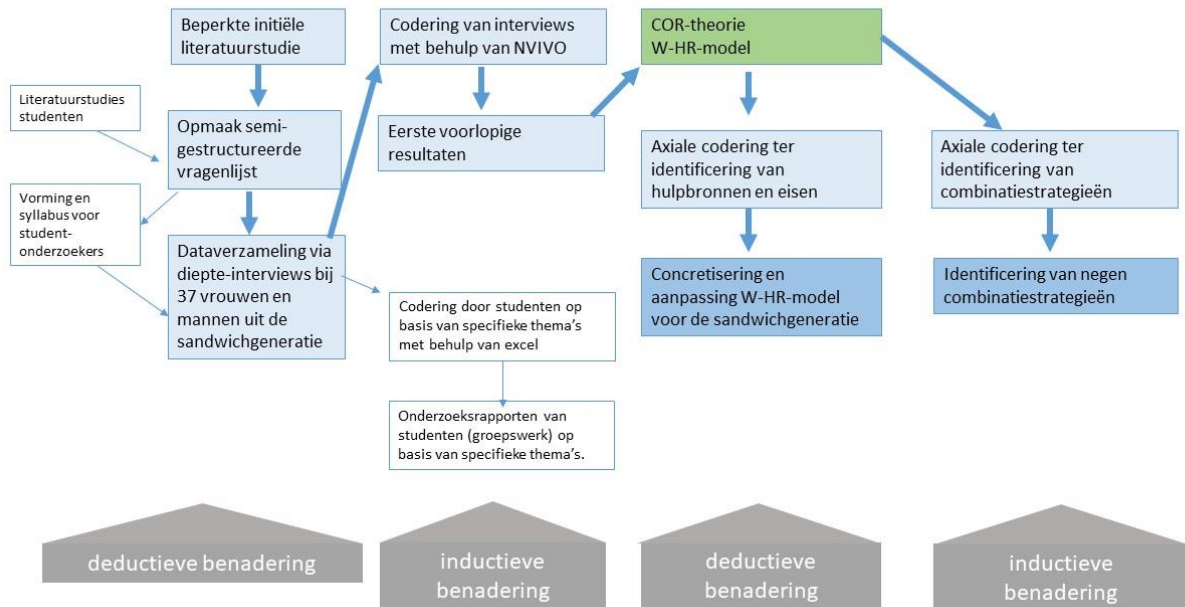 Beperkte initiële
literatuurstudie
Literatuurstudies
studenten
Opmaak semi-
gestructureerde
vragenlijst
Vorming en
syllabus voor
student-
onderzoekers
Dataverzameling via
diepte-interviews bij
37 vrouwen en
mannen uit de
sandwichgeneratie
Codering van interviews
met behulp van NVIVO
Eerste voorlopige
resultaten
Codering door studenten op
basis van specifieke thema's
met behulp van excel
Onderzoeksrapporten van
studenten (groepswerk) op
basis van specifieke thema's.
COR-theorie
W-HR-model
Axiale codering ter
identificering van
hulpbronnen en eisen
Concretisering en
aanpassing W-HR-model
voor de sandwichgeneratie
Axiale codering ter
identificering van
combinatiestrategieën
Identificering van negen
combinatiestrategieën
deductieve benadering
inductieve
benadering
deductieve
benadering
inductieve
benadering